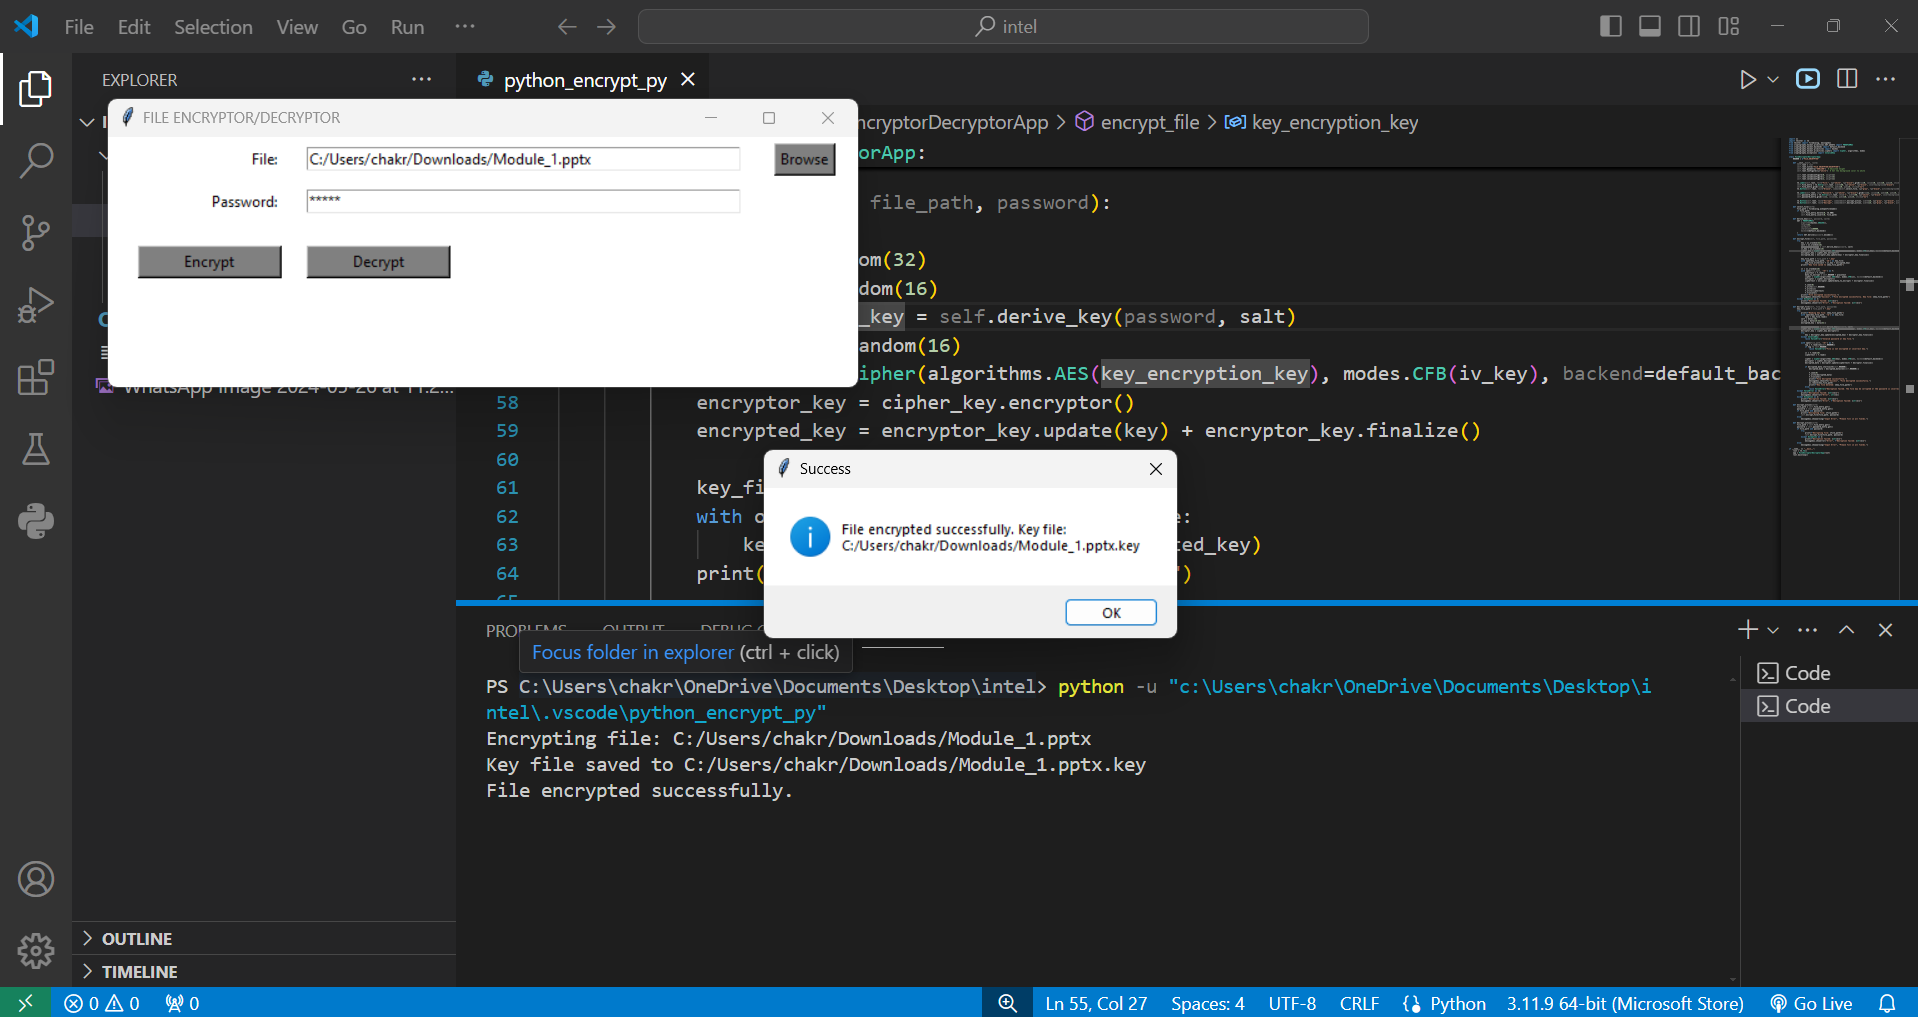 File Edit Selection View Go Run ···
intel
EXPLORER ···
python_encrypt_py
FILE ENCRYPTOR/DECRYPTOR
File: C:/Users/chakr/Downloads/Module_1.pptx Browse
Password: *****
Encrypt Decrypt
ncryptorDecryptorApp > encrypt_file > key_encryption_key
orApp:
file_path, password):
om(32)
dom(16)
_key = self.derive_key(password, salt)
andom(16)
ipher(algorithms.AES(key_encryption_key), modes.CFB(iv_key), backend=default_bac
WhatsApp Image 2024-05-26 at 11.2...
58 encryptor_key = cipher_key.encryptor()
59 encrypted_key = encryptor_key.update(key) + encryptor_key.finalize()
60
61 key_fi
62 with o e:
63 ke ted_key)
64 print( ")
65
Success
File encrypted successfully. Key file:
C:/Users/chakr/Downloads/Module_1.pptx.key
OK
PROBLEMS OUTPUT DEBUG C
Focus folder in explorer (ctrl + click)
PS C:\Users\chakr\OneDrive\Documents\Desktop\intel> python -u "c:\Users\chakr\OneDrive\Documents\Desktop\i
ntel\.vscode\python_encrypt_py"
Encrypting file: C:/Users/chakr/Downloads/Module_1.pptx
Key file saved to C:/Users/chakr/Downloads/Module_1.pptx.key
File encrypted successfully.
Code
Code
OUTLINE
TIMELINE
0 0 0 Ln 55, Col 27 Spaces: 4 UTF-8 CRLF Python 3.11.9 64-bit (Microsoft Store) Go Live